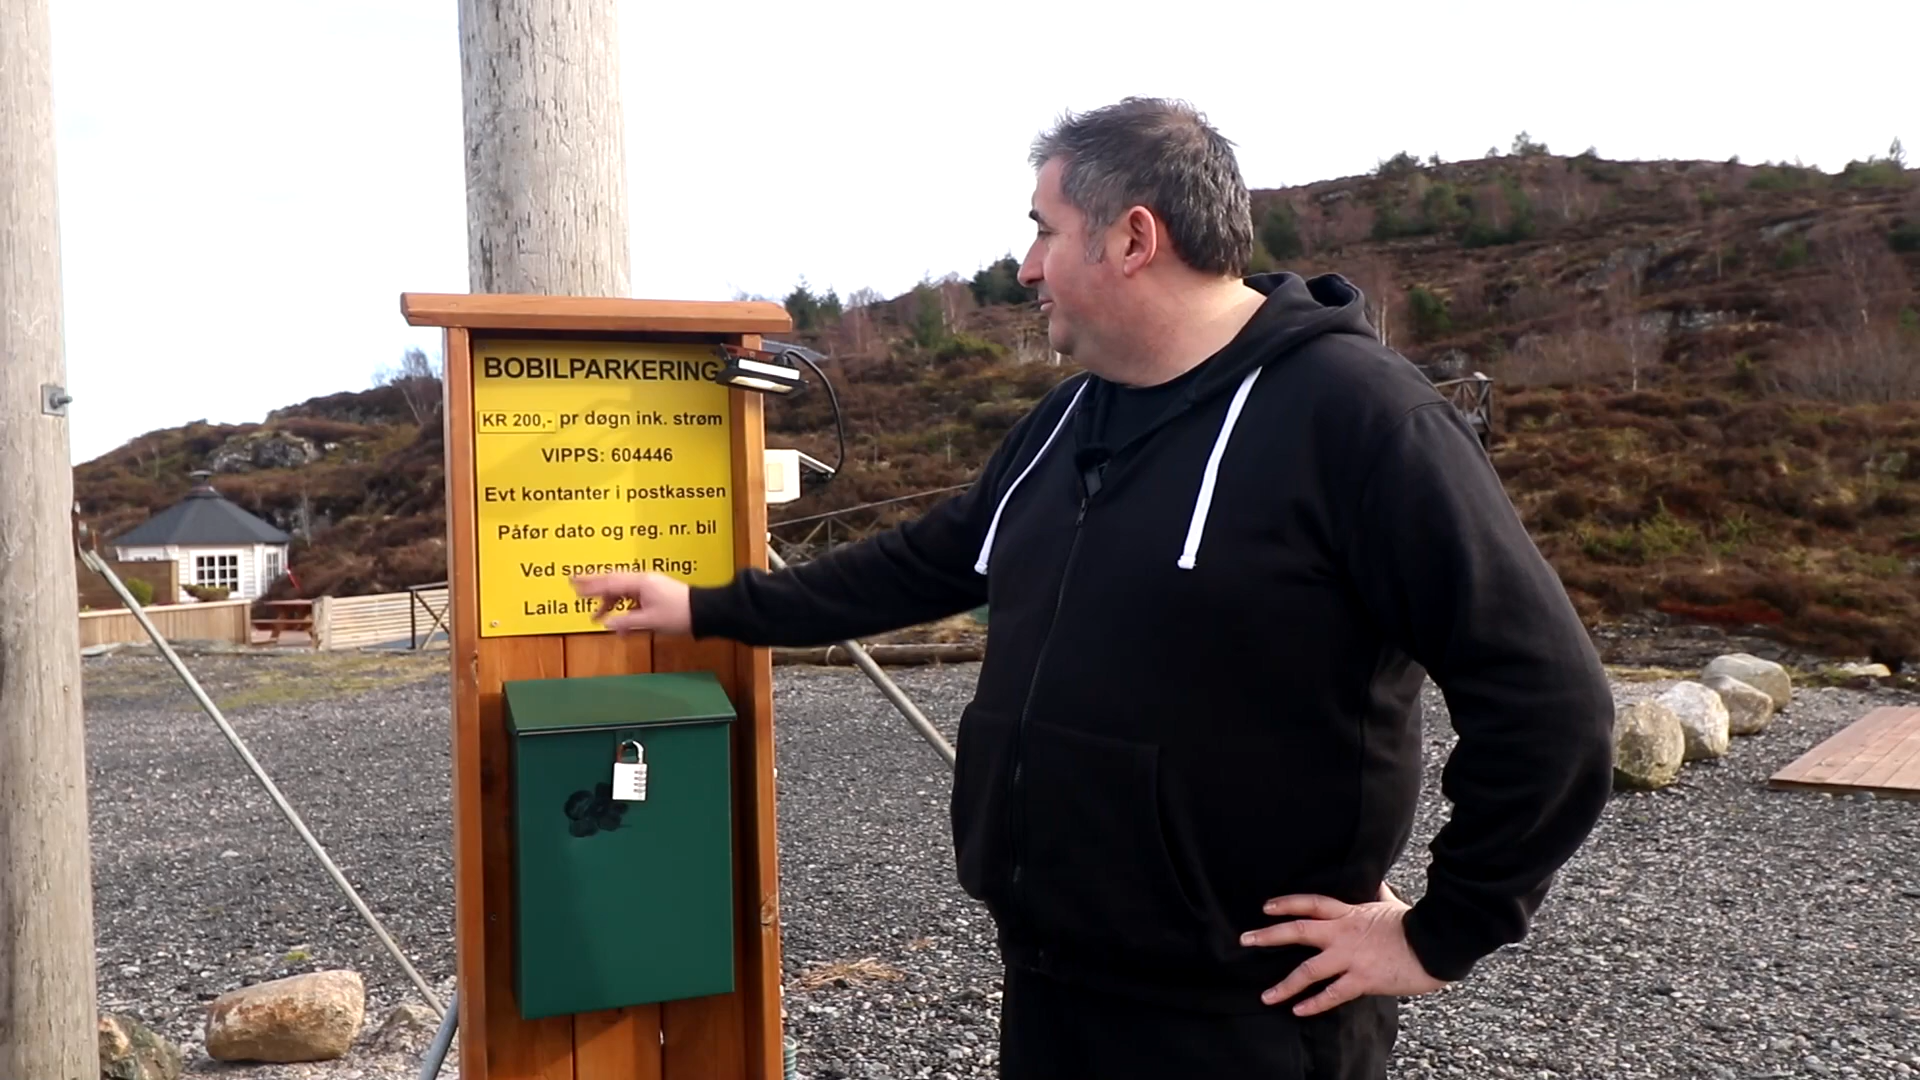 BOBILPARKERING
KR 200,- pr døgn ink. strøm
VIPPS: 604446
Evt kontanter i postkassen
Påfør dato og reg. nr. bil
Ved spørsmål Ring:
Laila tlf: